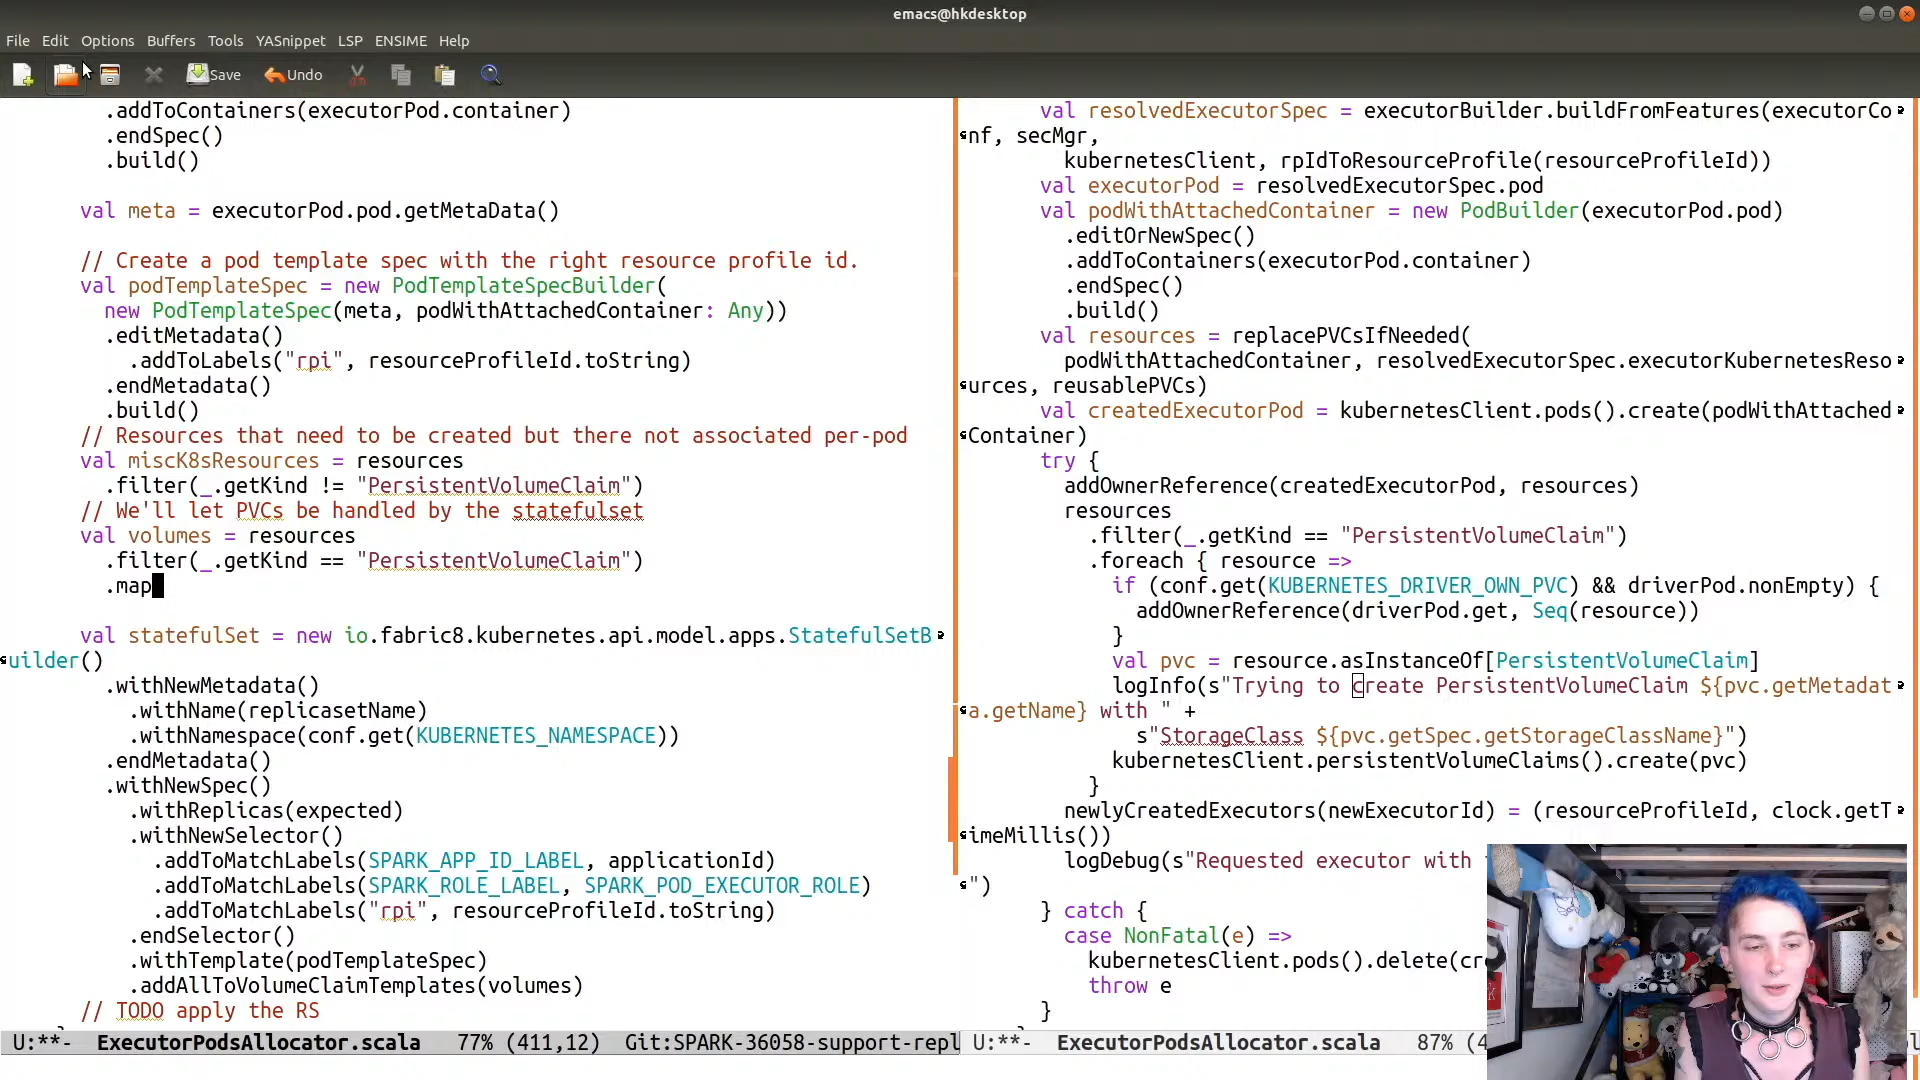 emacs@hkdesktop
File Edit Options Buffers Tools YASnippet LSP ENSIME Help
Save Undo
.addToContainers(executorPod.container)
.endSpec()
.build()
val meta = executorPod.pod.getMetaData()
// Create a pod template spec with the right resource profile id.
val podTemplateSpec = new PodTemplateSpecBuilder(
new PodTemplateSpec(meta, podWithAttachedContainer: Any))
.editMetadata()
.addToLabels("rpi", resourceProfileId.toString)
.endMetadata()
.build()
// Resources that need to be created but there not associated per-pod
val miscK8sResources = resources
.filter(_.getKind != "PersistentVolumeClaim")
// We'll let PVCs be handled by the statefulset
val volumes = resources
.filter(_.getKind == "PersistentVolumeClaim")
.map
val statefulSet = new io.fabric8.kubernetes.api.model.apps.StatefulSetB
uilder()
.withNewMetadata()
.withName(replicasetName)
.withNamespace(conf.get(KUBERNETES_NAMESPACE))
.endMetadata()
.withNewSpec()
.withReplicas(expected)
.withNewSelector()
.addToMatchLabels(SPARK_APP_ID_LABEL, applicationId)
.addToMatchLabels(SPARK_ROLE_LABEL, SPARK_POD_EXECUTOR_ROLE)
.addToMatchLabels("rpi", resourceProfileId.toString)
.endSelector()
.withTemplate(podTemplateSpec)
.addAllToVolumeClaimTemplates(volumes)
// TODO apply the RS
U:**- ExecutorPodsAllocator.scala 77% (411,12) Git:SPARK-36058-support-repl
val resolvedExecutorSpec = executorBuilder.buildFromFeatures(executorCo
nf, secMgr,
kubernetesClient, rpIdToResourceProfile(resourceProfileId))
val executorPod = resolvedExecutorSpec.pod
val podWithAttachedContainer = new PodBuilder(executorPod.pod)
.editOrNewSpec()
.addToContainers(executorPod.container)
.endSpec()
.build()
val resources = replacePVCsIfNeeded(
podWithAttachedContainer, resolvedExecutorSpec.executorKubernetesReso
urces, reusablePVCs)
val createdExecutorPod = kubernetesClient.pods().create(podWithAttached
Container)
try {
addOwnerReference(createdExecutorPod, resources)
resources
.filter(_.getKind == "PersistentVolumeClaim")
.foreach { resource =>
if (conf.get(KUBERNETES_DRIVER_OWN_PVC) && driverPod.nonEmpty) {
addOwnerReference(driverPod.get, Seq(resource))
}
val pvc = resource.asInstanceOf[PersistentVolumeClaim]
logInfo(s"Trying to create PersistentVolumeClaim ${pvc.getMetadat
a.getName} with " +
s"StorageClass ${pvc.getSpec.getStorageClassName}")
kubernetesClient.persistentVolumeClaims().create(pvc)
}
newlyCreatedExecutors(newExecutorId) = (resourceProfileId, clock.getT
imeMillis())
logDebug(s"Requested executor with
")
} catch {
case NonFatal(e) =>
kubernetesClient.pods().delete(cr
throw e
}
U:**- ExecutorPodsAllocator.scala 87% (4